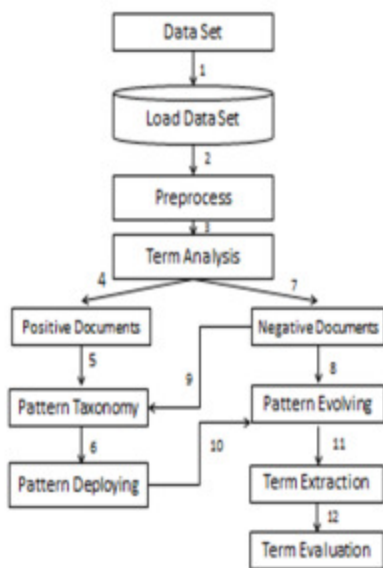 Data Set
1
Load Data Set
2
Preprocess
3
Term Analysis
4
7
Positive Documents
Negative Documents
5
9
8
Pattern Taxonomy
Pattern Evolving
6
10
11
Pattern Deploying
Term Extraction
12
Term Evaluation